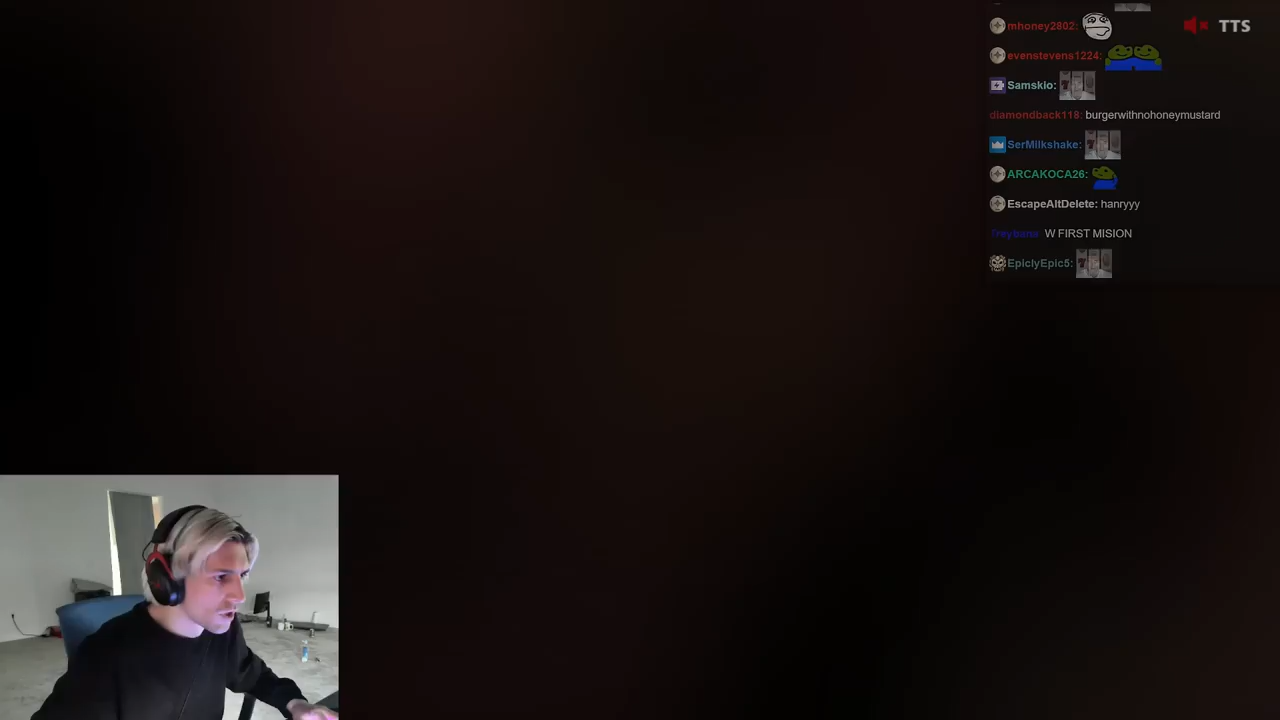 mhoney2802:
TTS
evenstevens1224:
Samskio:
diamondback118: burgerwithnohoneymustard
SerMilkshake:
ARCAKOCA26:
EscapeAltDelete: hanryyy
W FIRST MISION
EpiclyEpic5: